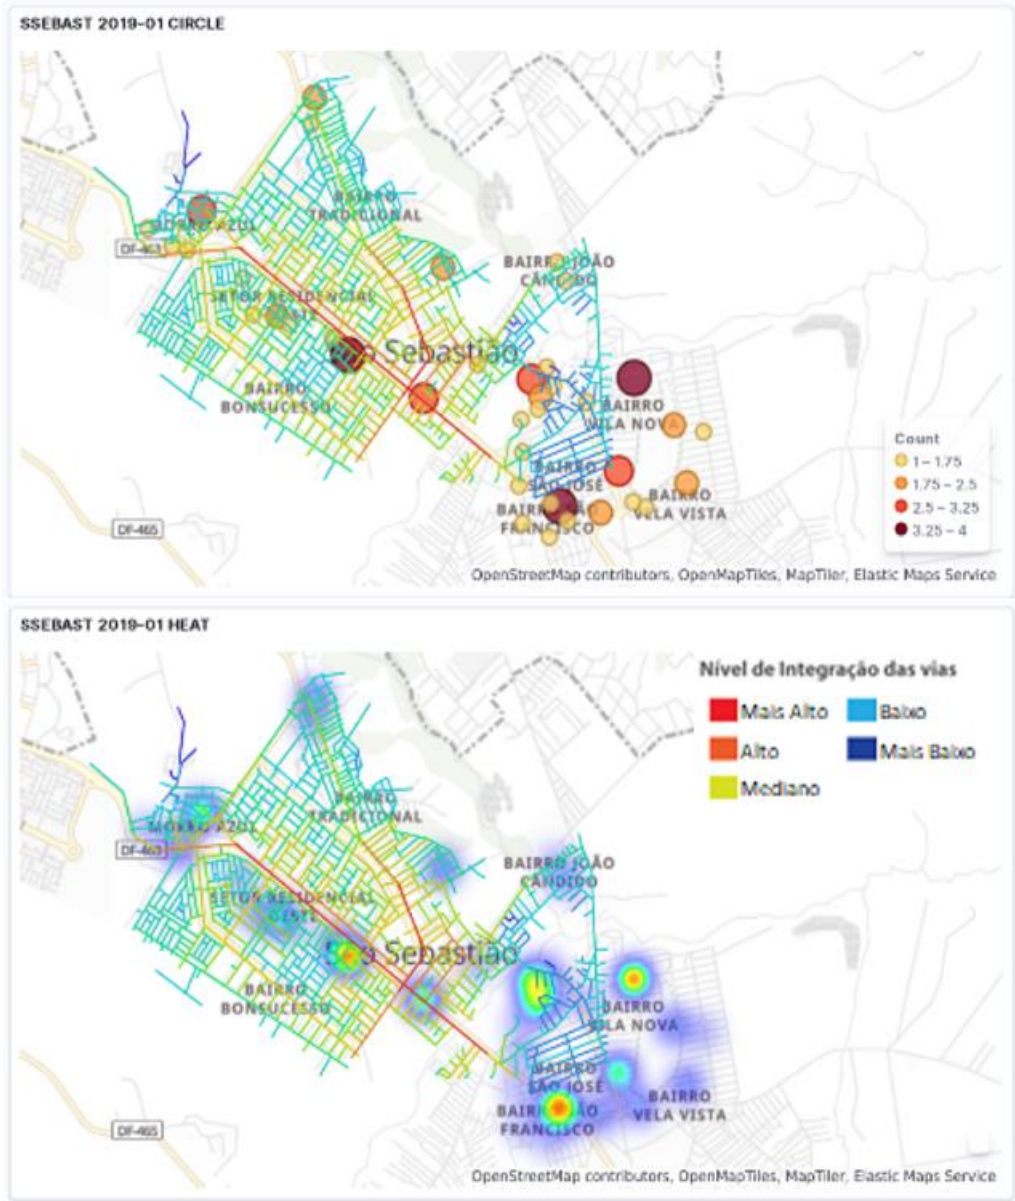 SSEBAST 2019-01 CIRCLE
BAIRRO
TRADICIONAL
MORRO AZUL
DF-463
BAIRRO JOÃO
CÂNDIDO
SETOR RESIDENCIAL
OESTE
Sebastião
BAIRRO
BONSUCESSO
BAIRRO
VILA NOVA
BAIRRO
SÃO JOSÉ
BAIRRO
VELA VISTA
FRANCISCO
DF-465
Count
1 – 1.75
1.75 – 2.5
2.5 – 3.25
3.25 – 4
OpenStreetMap contributors, OpenMapTiles, MapTiler, Elastic Maps Service
SSEBAST 2019-01 HEAT
Nível de Integração das vias
Mais Alto
Baixo
Alto
Mais Baixo
Mediano
BAIRRO
TRADICIONAL
MORRO AZUL
DF-463
BAIRRO JOÃO
CÂNDIDO
SETOR RESIDENCIAL
OESTE
São Sebastião
BAIRRO
BONSUCESSO
BAIRRO
VILA NOVA
BAIRRO
SÃO JOSÉ
BAIRRO
VELA VISTA
FRANCISCO
DF-465
OpenStreetMap contributors, OpenMapTiles, MapTiler, Elastic Maps Service